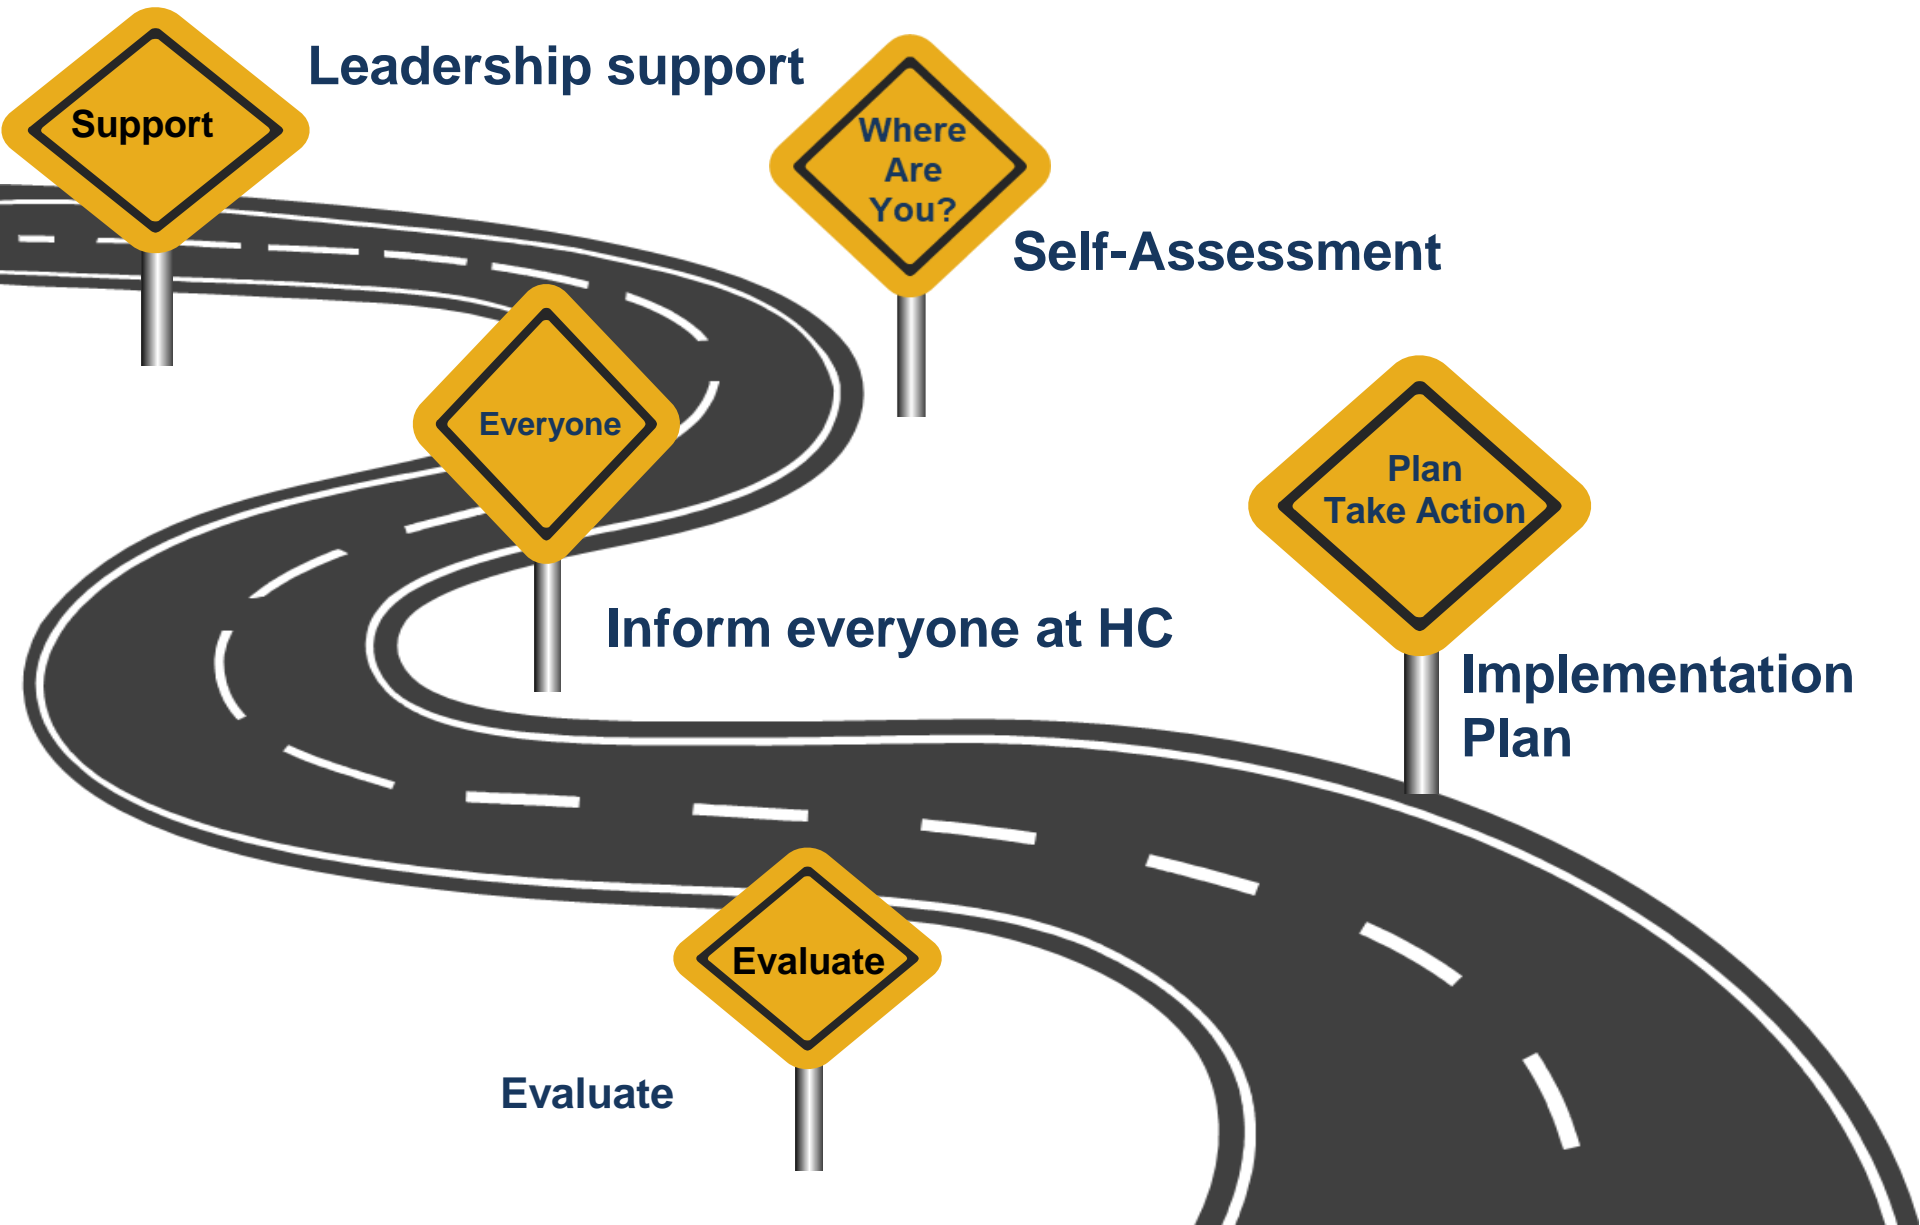 Support
Leadership support
Where
Are
You?
Self-Assessment
Everyone
Inform everyone at HC
Plan
Take Action
Implementation
Plan
Evaluate
Evaluate